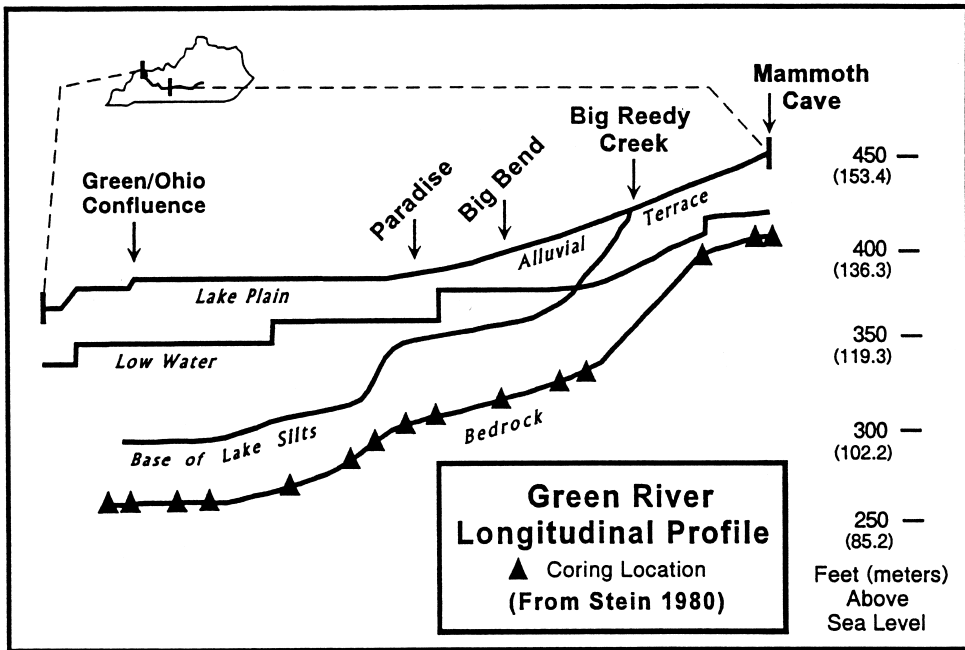 Mammoth
Cave
Big Reedy
Creek
Big Bend
Paradise
Green/Ohio
Confluence
450
(153.4)
Terrace
Alluvial
400
(136.3)
Lake Plain
350
(119.3)
Low Water
300
(102.2)
Bedrock
Base of Lake Silts
250
(85.2)
Green River
Longitudinal Profile
Coring Location
(From Stein 1980)
Feet (meters)
Above
Sea Level